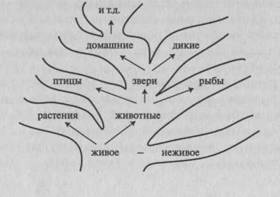 и т.д.
домашние дикие
птицы звери рыбы
растения животные
живое – неживое